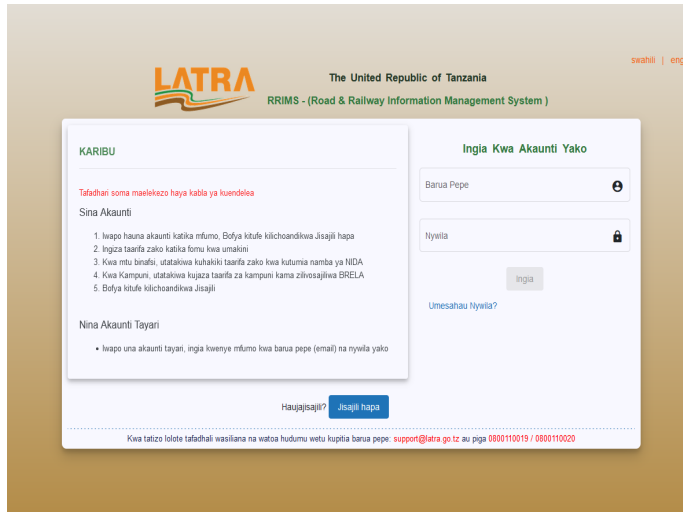 swahili | eng
LATRA
The United Republic of Tanzania
RRIMS - (Road & Railway Information Management System )
KARIBU
Tafadhari soma maelekezo haya kabla ya kuendelea
Sina Akaunti
1. Iwapo hauna akaunti katika mfumo, Bofya kitufe kilichoandikwa Jisajili hapa
2. Ingiza taarifa zako katika fomu kwa umakini
3. Kwa mtu binafsi, utatakiwa kuhakiki taarifa zako kwa kutumia namba ya NIDA
4. Kwa Kampuni, utatakiwa kujaza taarifa za kampuni kama zilivosajiliwa BRELA
5. Bofya kitufe kilichoandikwa Jisajili
Nina Akaunti Tayari
• Iwapo una akaunti tayari, ingia kwenye mfumo kwa barua pepe (email) na nywila yako
Ingia Kwa Akaunti Yako
Barua Pepe
Nywila
Ingia
Umesahau Nywila?
Haujajisajili? Jisajili hapa
Kwa tatizo lolote tafadhali wasiliana na watoa hudumu wetu kupitia barua pepe: support@latra.go.tz au piga 0800110019 / 0800110020